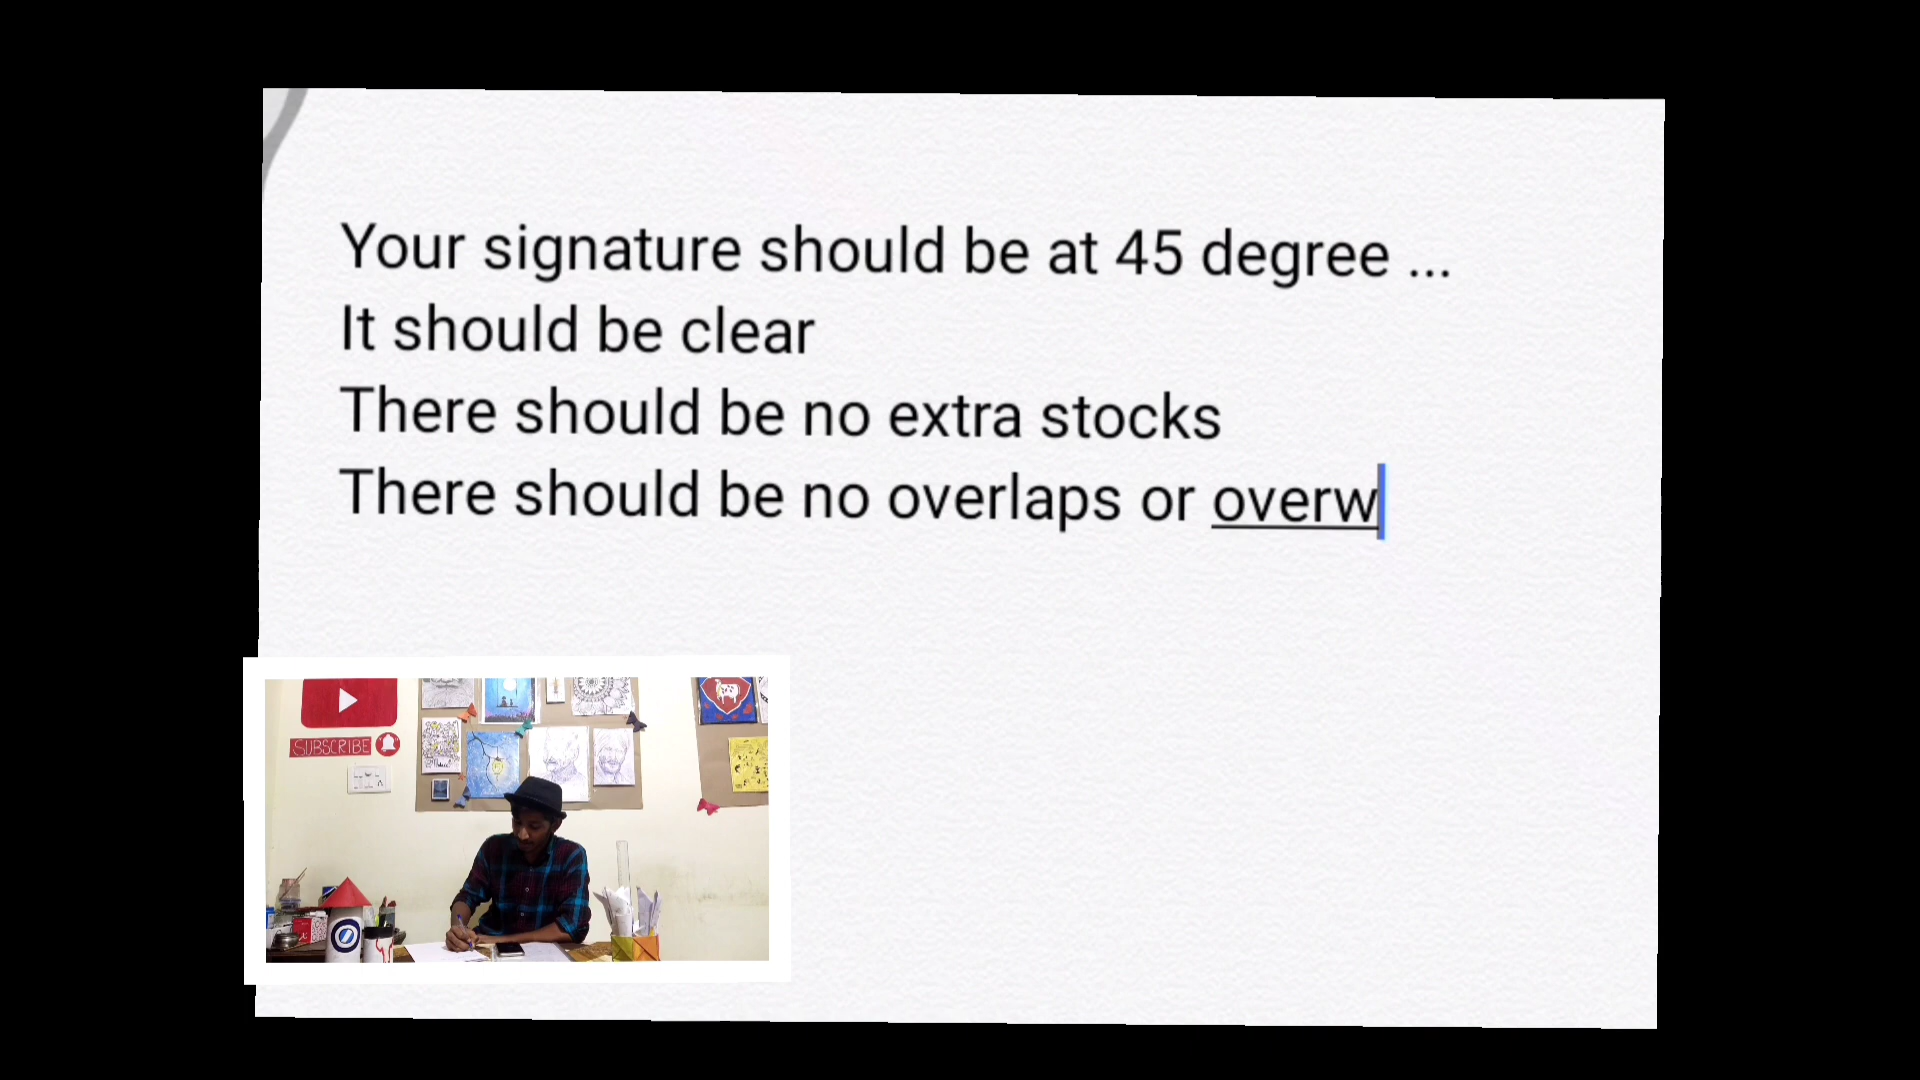 Your signature should be at 45 degree ...
It should be clear
There should be no extra stocks
There should be no overlaps or overw
SUBSCRIBE